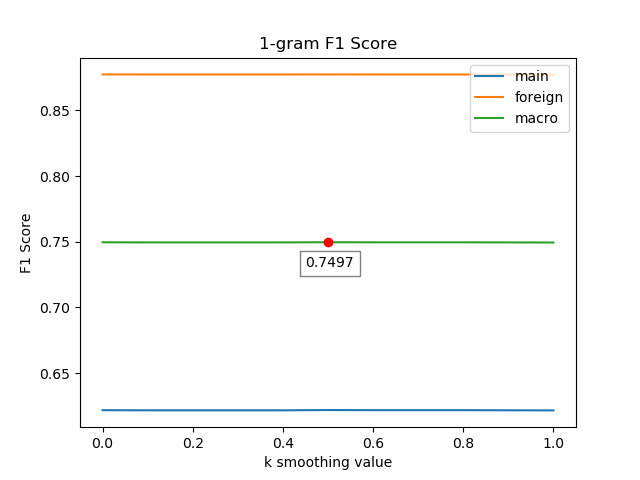 1-gram F1 Score
main
foreign
macro
0.7497
F1 Score
0.85
0.80
0.75
0.70
0.65
0.0 0.2 0.4 0.6 0.8 1.0
k smoothing value